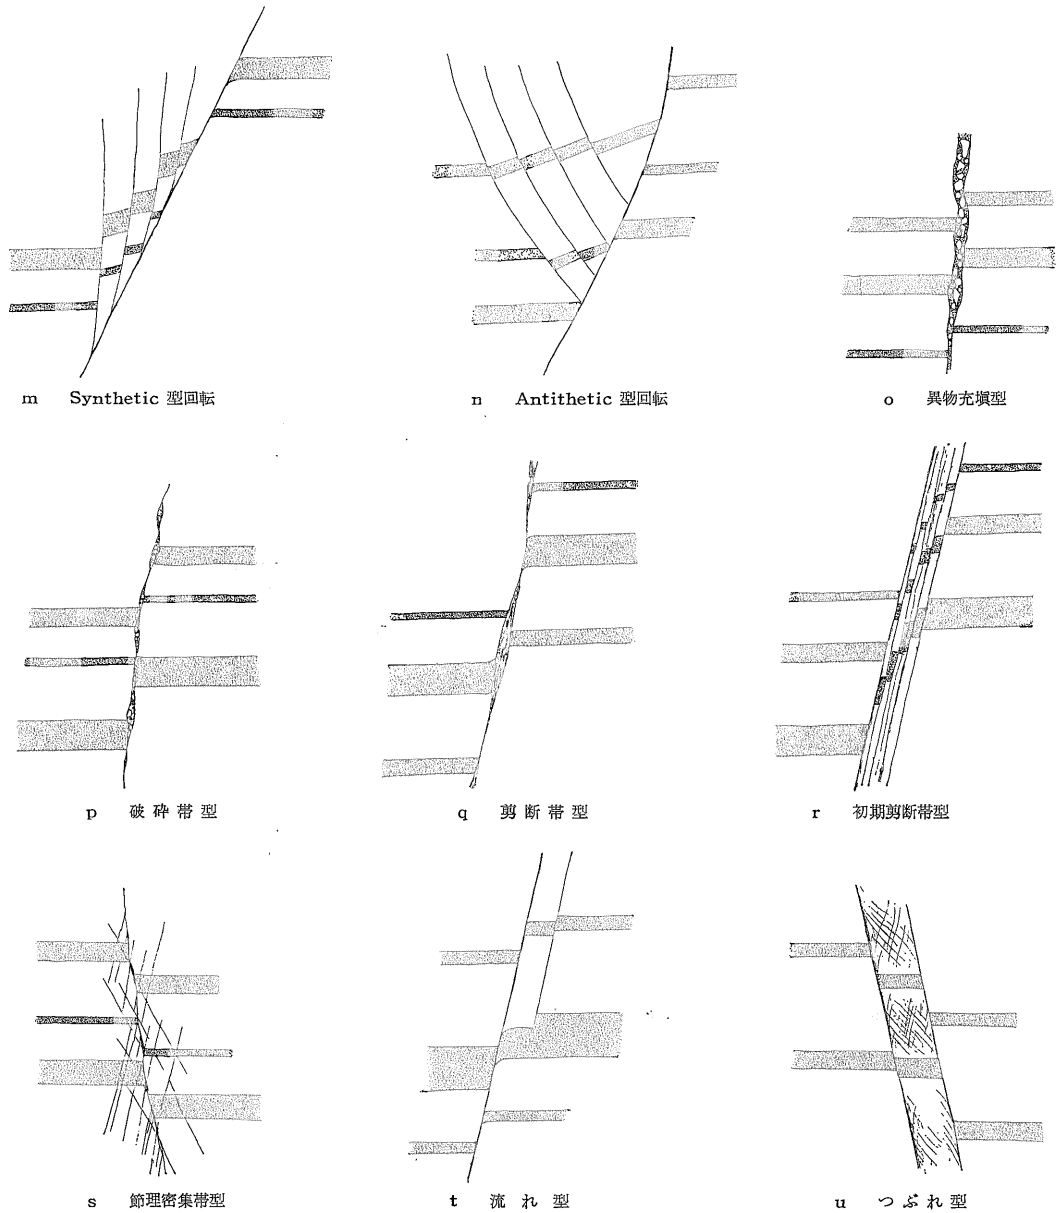 m Synthetic 型回転
n Antithetic 型回転
o 異物充塡型
p 破砕帯型
q 剪断帯型
r 初期剪断帯型
s 節理密集帯型
t 流れ型
u つぶれ型